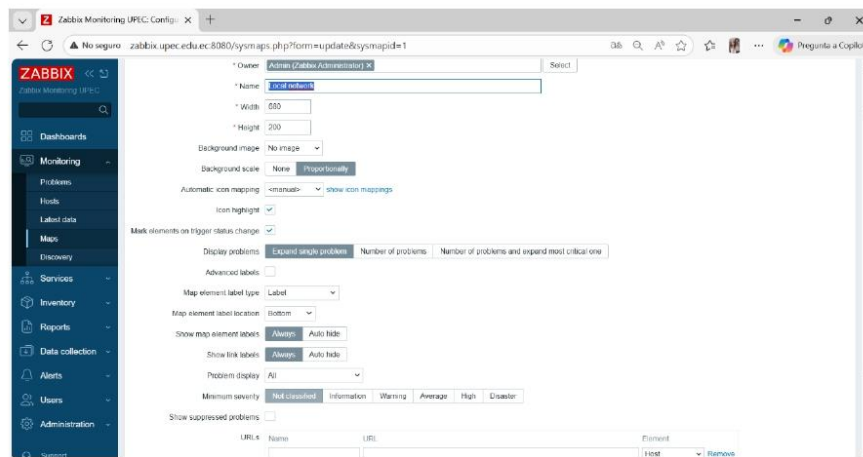 Zabbix Monitoring UPEC: Configu
No seguro zabbix.upec.edu.ec:8080/sysmaps.php?form=update&sysmapid=1
Pregunta a Copilo
ZABBIX
Zabbix Monitoring UPEC
Dashboards
Monitoring
Problems
Hosts
Latest data
Maps
Discovery
Services
Inventory
Reports
Data collection
Alerts
Users
Administration
Support
* Owner Admin (Zabbix Administrator) Select
* Name Local network
* Width 680
* Height 200
Background image No image
Background scale None Proportionally
Automatic icon mapping <manual> show icon mappings
Icon highlight
Mark elements on trigger status change
Display problems Expand single problem Number of problems Number of problems and expand most critical one
Advanced labels
Map element label type Label
Map element label location Bottom
Show map element labels Always Auto hide
Show link labels Always Auto hide
Problem display All
Minimum severity Not classified Information Warning Average High Disaster
Show suppressed problems
URLs Name URL Element
Host Remove